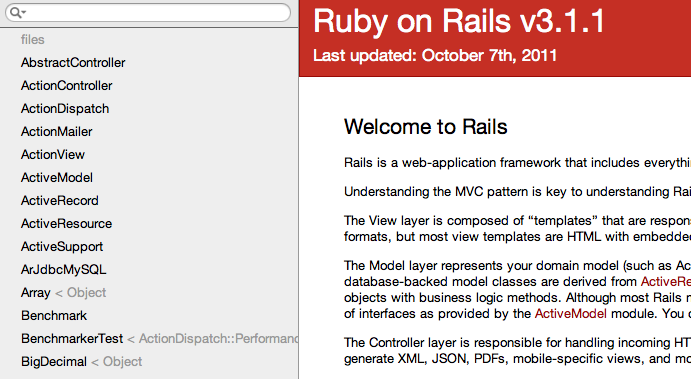 files
AbstractController
ActionController
ActionDispatch
ActionMailer
ActionView
ActiveModel
ActiveRecord
ActiveResource
ActiveSupport
ArJdbcMySQL
Array < Object
Benchmark
BenchmarkerTest < ActionDispatch::Performanc
BigDecimal < Object
Ruby on Rails v3.1.1
Last updated: October 7th, 2011
Welcome to Rails
Rails is a web-application framework that includes everythi
Understanding the MVC pattern is key to understanding Rai
The View layer is composed of “templates” that are respon
formats, but most view templates are HTML with embedded
The Model layer represents your domain model (such as Ac
database-backed model classes are derived from ActiveRe
objects with business logic methods. Although most Rails m
of interfaces as provided by the ActiveModel module. You c
The Controller layer is responsible for handling incoming HT
generate XML, JSON, PDFs, mobile-specific views, and mo